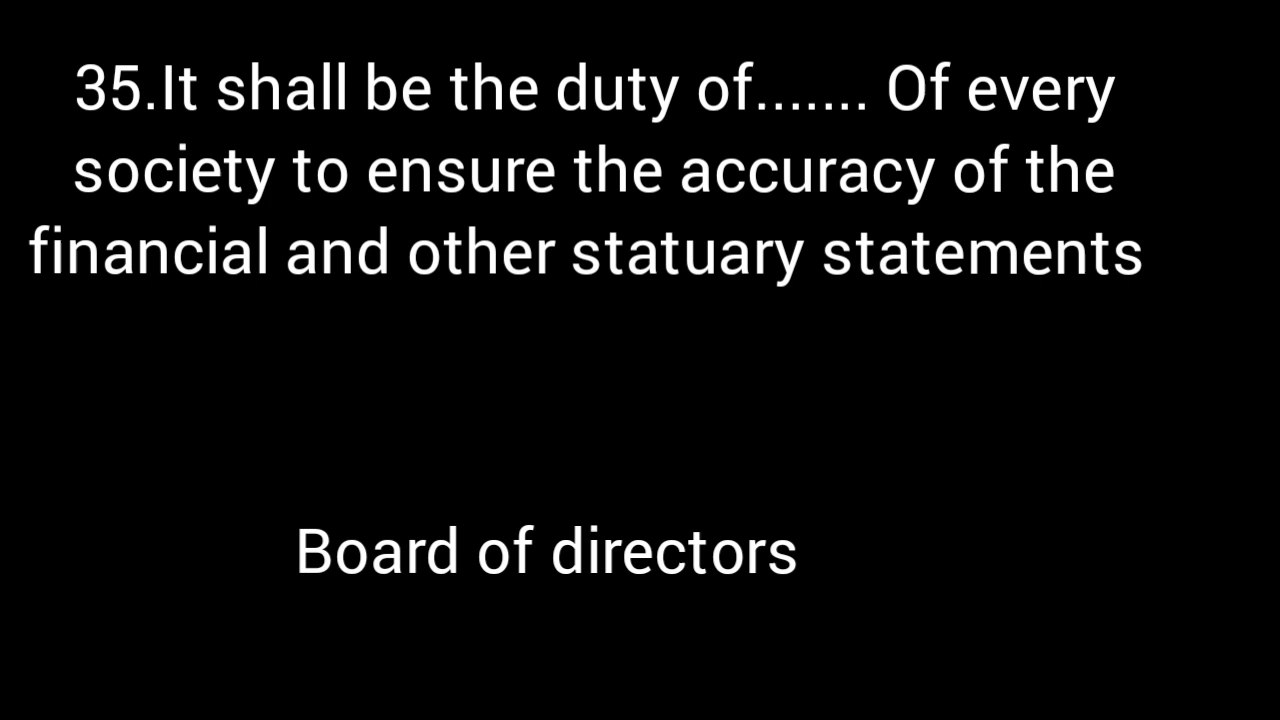 35.It shall be the duty of....... Of every
society to ensure the accuracy of the
financial and other statuary statements
Board of directors